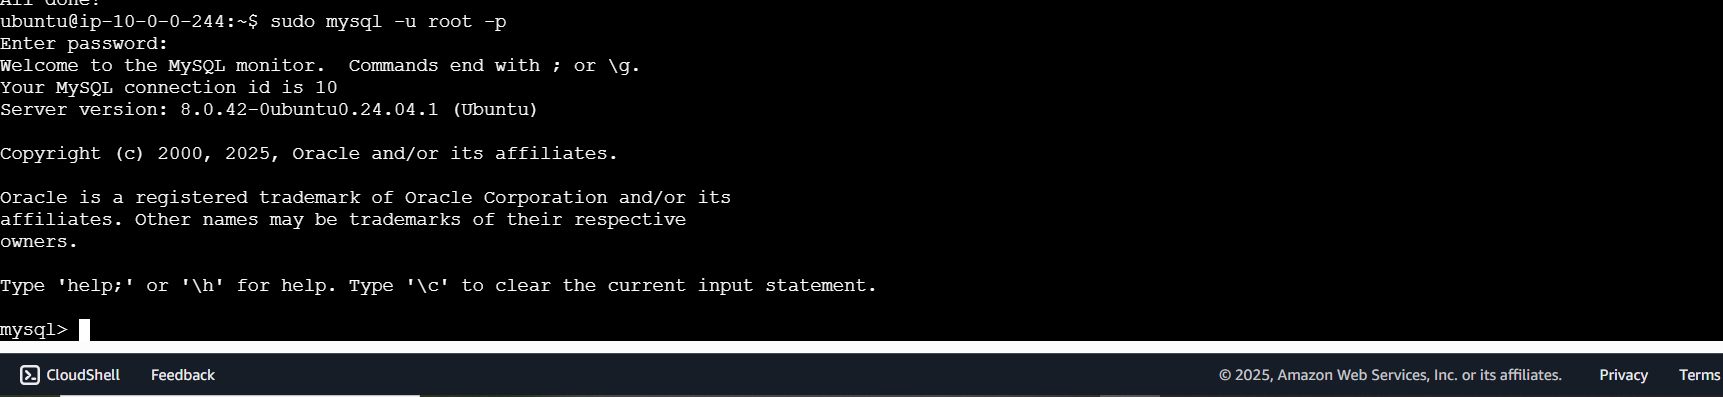 All done!
ubuntu@ip-10-0-0-244:~$ sudo mysql -u root -p
Enter password:
Welcome to the MySQL monitor.  Commands end with ; or \g.
Your MySQL connection id is 10
Server version: 8.0.42-0ubuntu0.24.04.1 (Ubuntu)
Copyright (c) 2000, 2025, Oracle and/or its affiliates.
Oracle is a registered trademark of Oracle Corporation and/or its
affiliates. Other names may be trademarks of their respective
owners.
Type 'help;' or '\h' for help. Type '\c' to clear the current input statement.
mysql>
CloudShell Feedback © 2025, Amazon Web Services, Inc. or its affiliates. Privacy Terms